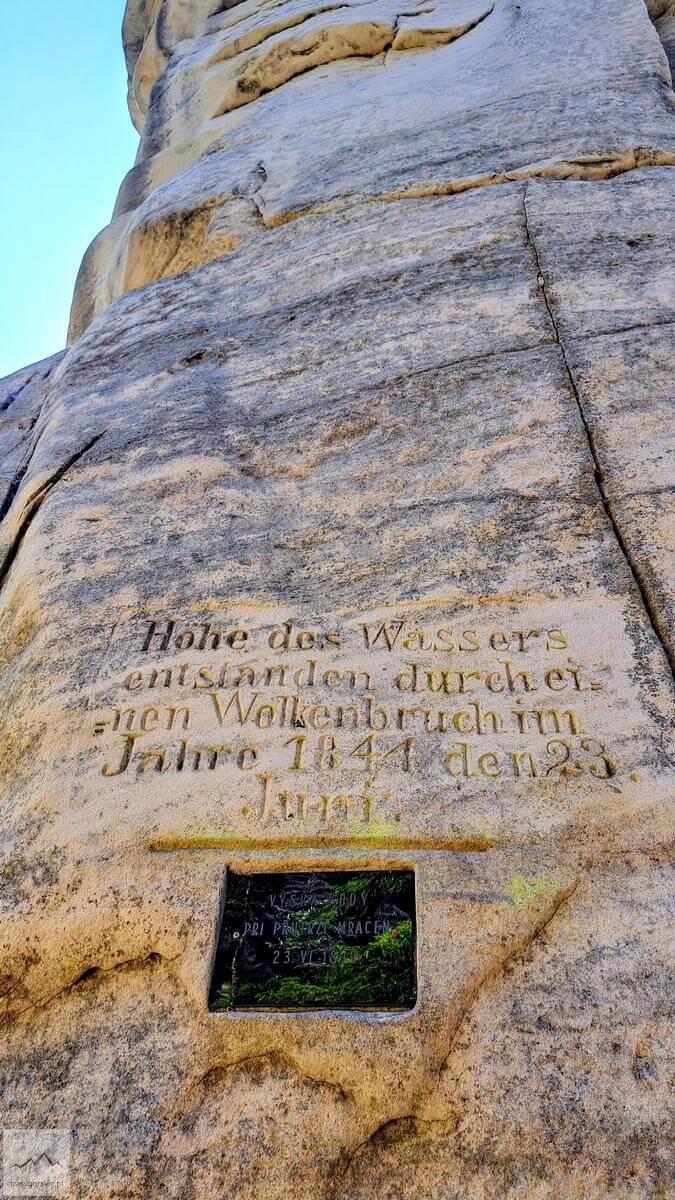 Höhe des Wassers
entstanden durch ei=
=nen Wolkenbruch im
Jahre 1844 den 23.
Juni.
VÝŠKA VODY
PŘI PRŮTRŽI MRAČEN
23. VI. 1844